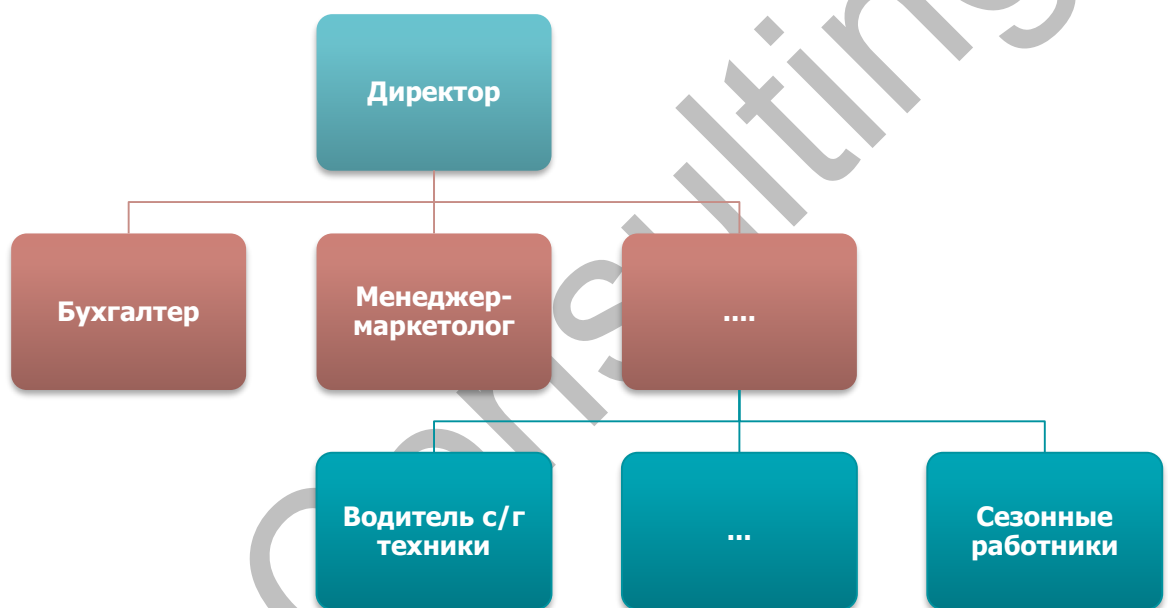 Директор
Бухгалтер
Менеджер-
маркетолог
....
Водитель с/г
техники
...
Сезонные
работники